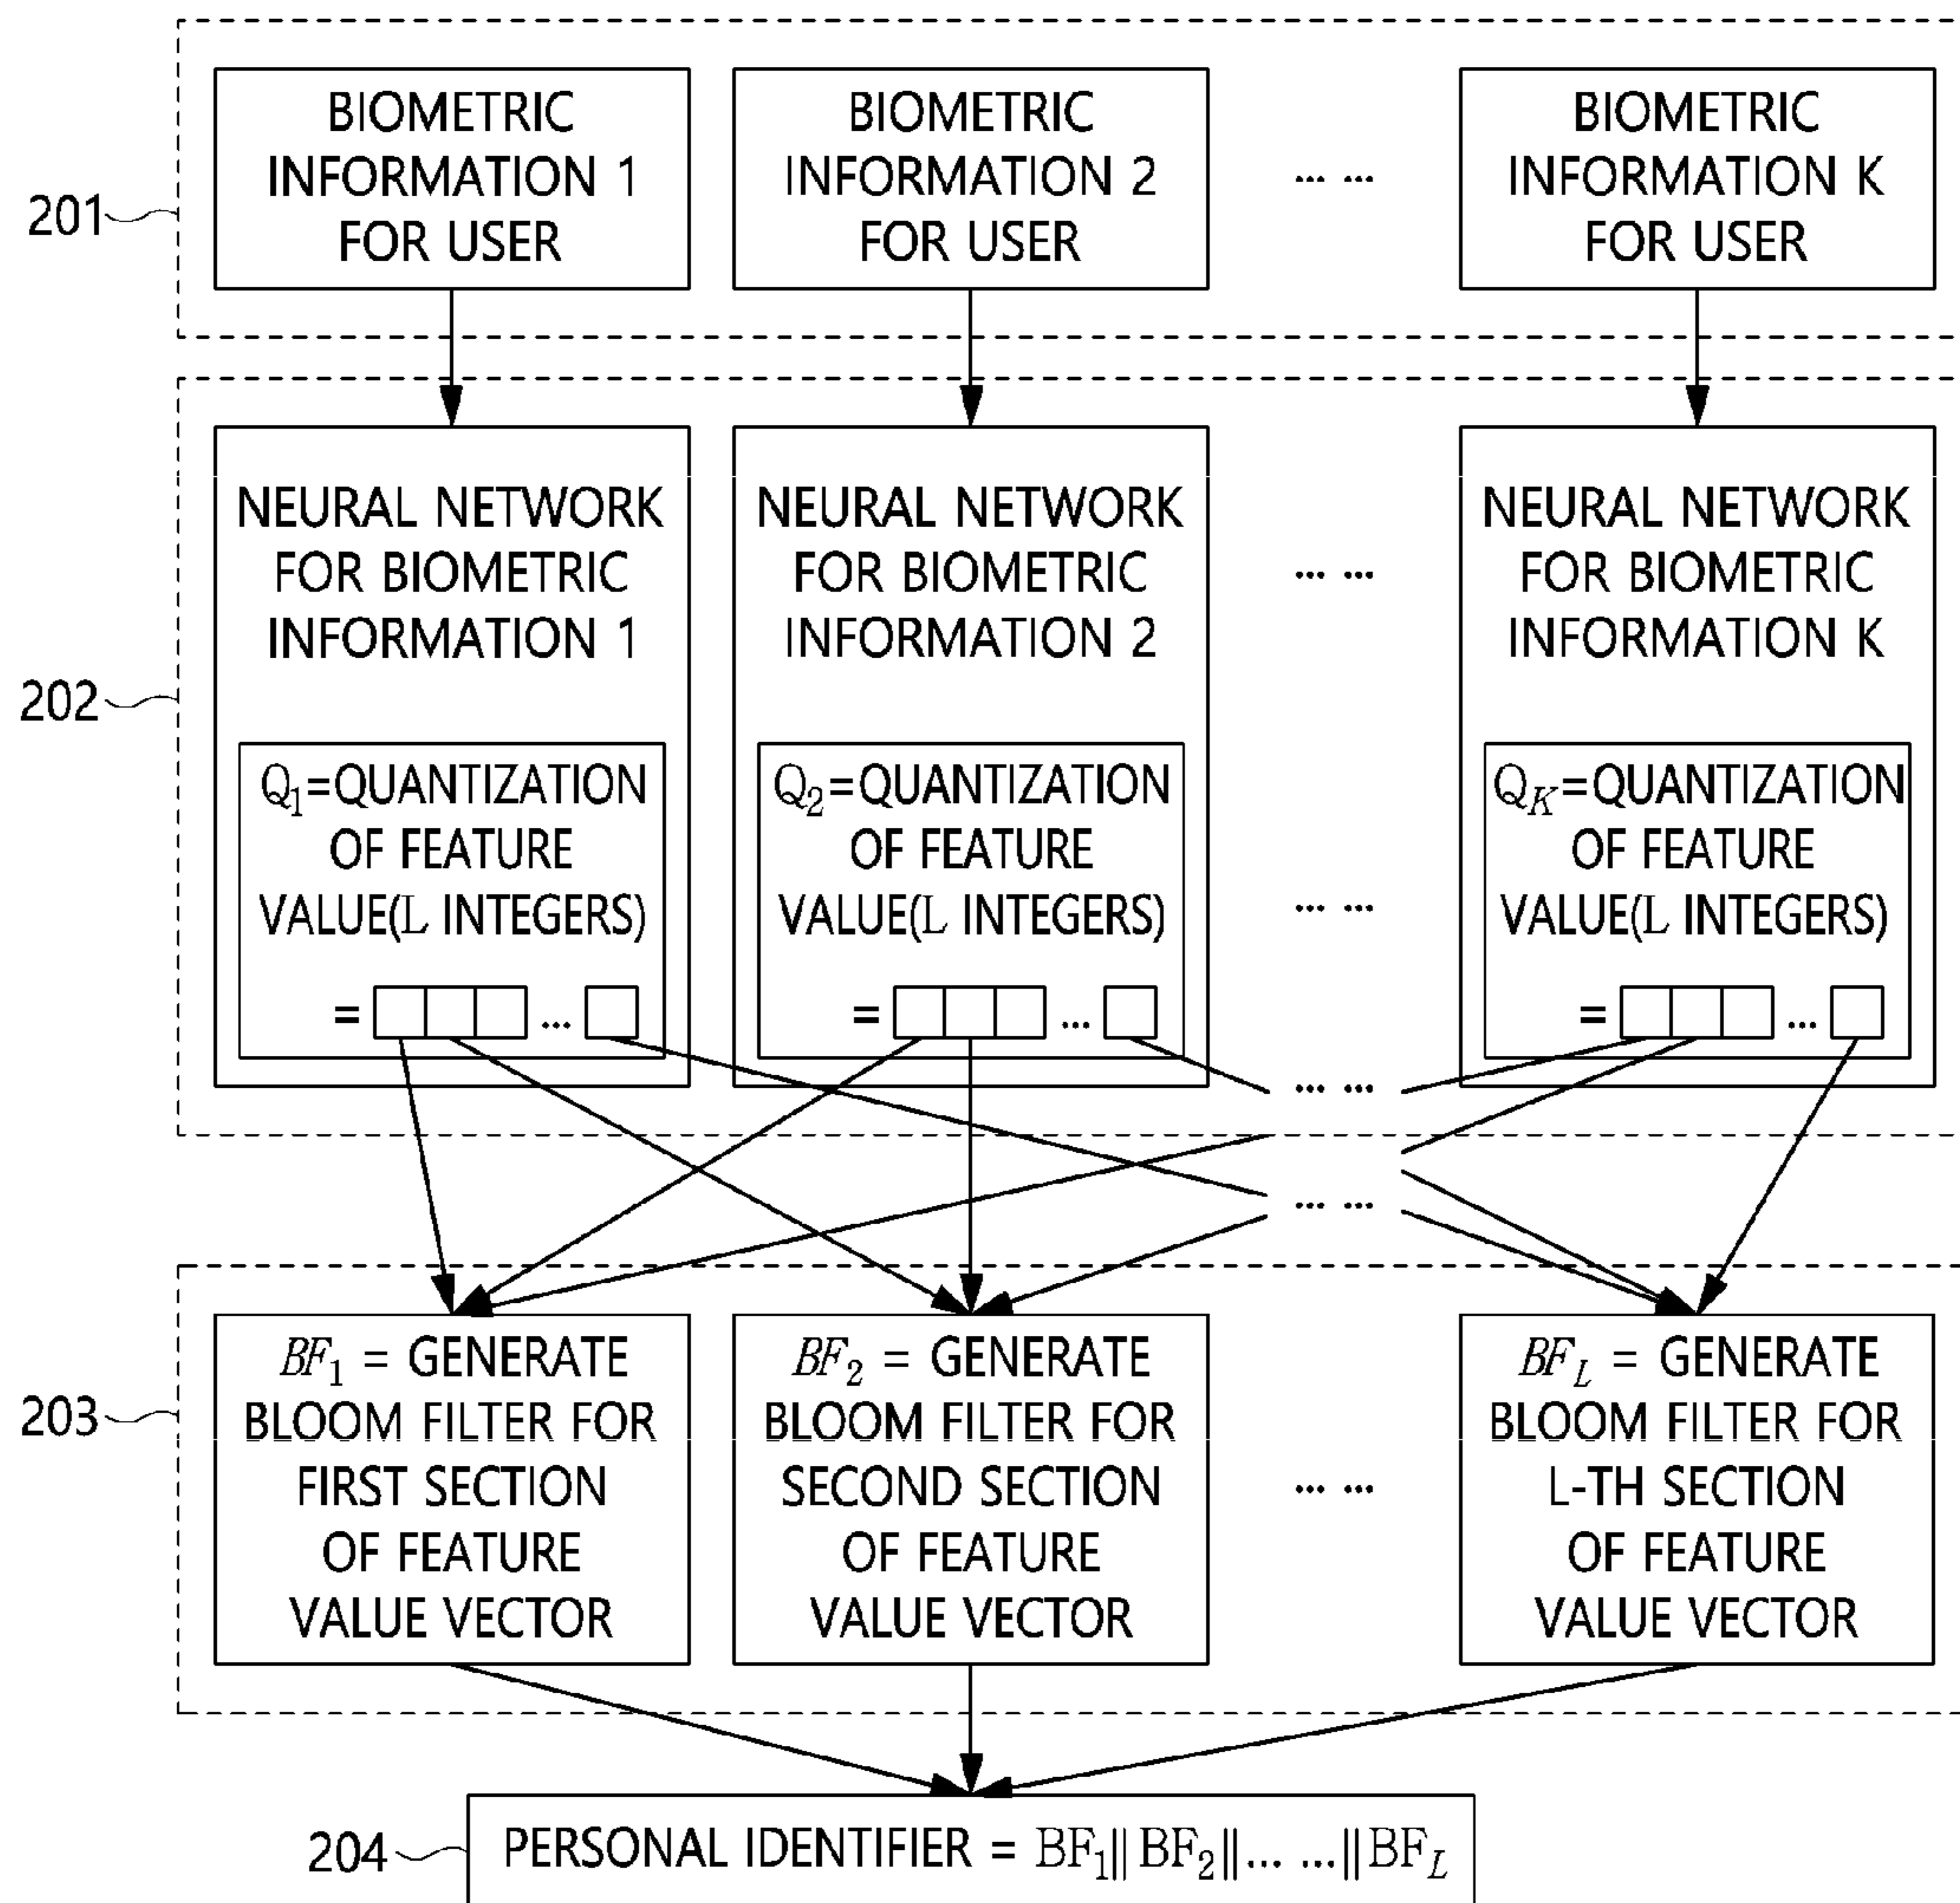 BIOMETRIC
INFORMATION 1
FOR USER
BIOMETRIC
INFORMATION 2
FOR USER
... ...
BIOMETRIC
INFORMATION K
FOR USER
201
NEURAL NETWORK
FOR BIOMETRIC
INFORMATION 1
NEURAL NETWORK
FOR BIOMETRIC
INFORMATION 2
... ...
NEURAL NETWORK
FOR BIOMETRIC
INFORMATION K
202
Q₁=QUANTIZATION
OF FEATURE
VALUE(L INTEGERS)
= ...
Q₂=QUANTIZATION
OF FEATURE
VALUE(L INTEGERS)
= ...
... ...
Q_K=QUANTIZATION
OF FEATURE
VALUE(L INTEGERS)
= ...
... ...
... ...
203
BF₁ = GENERATE
BLOOM FILTER FOR
FIRST SECTION
OF FEATURE
VALUE VECTOR
BF₂ = GENERATE
BLOOM FILTER FOR
SECOND SECTION
OF FEATURE
VALUE VECTOR
... ...
BF_L = GENERATE
BLOOM FILTER FOR
L-TH SECTION
OF FEATURE
VALUE VECTOR
204
PERSONAL IDENTIFIER = BF₁||BF₂||... ...||BF_L